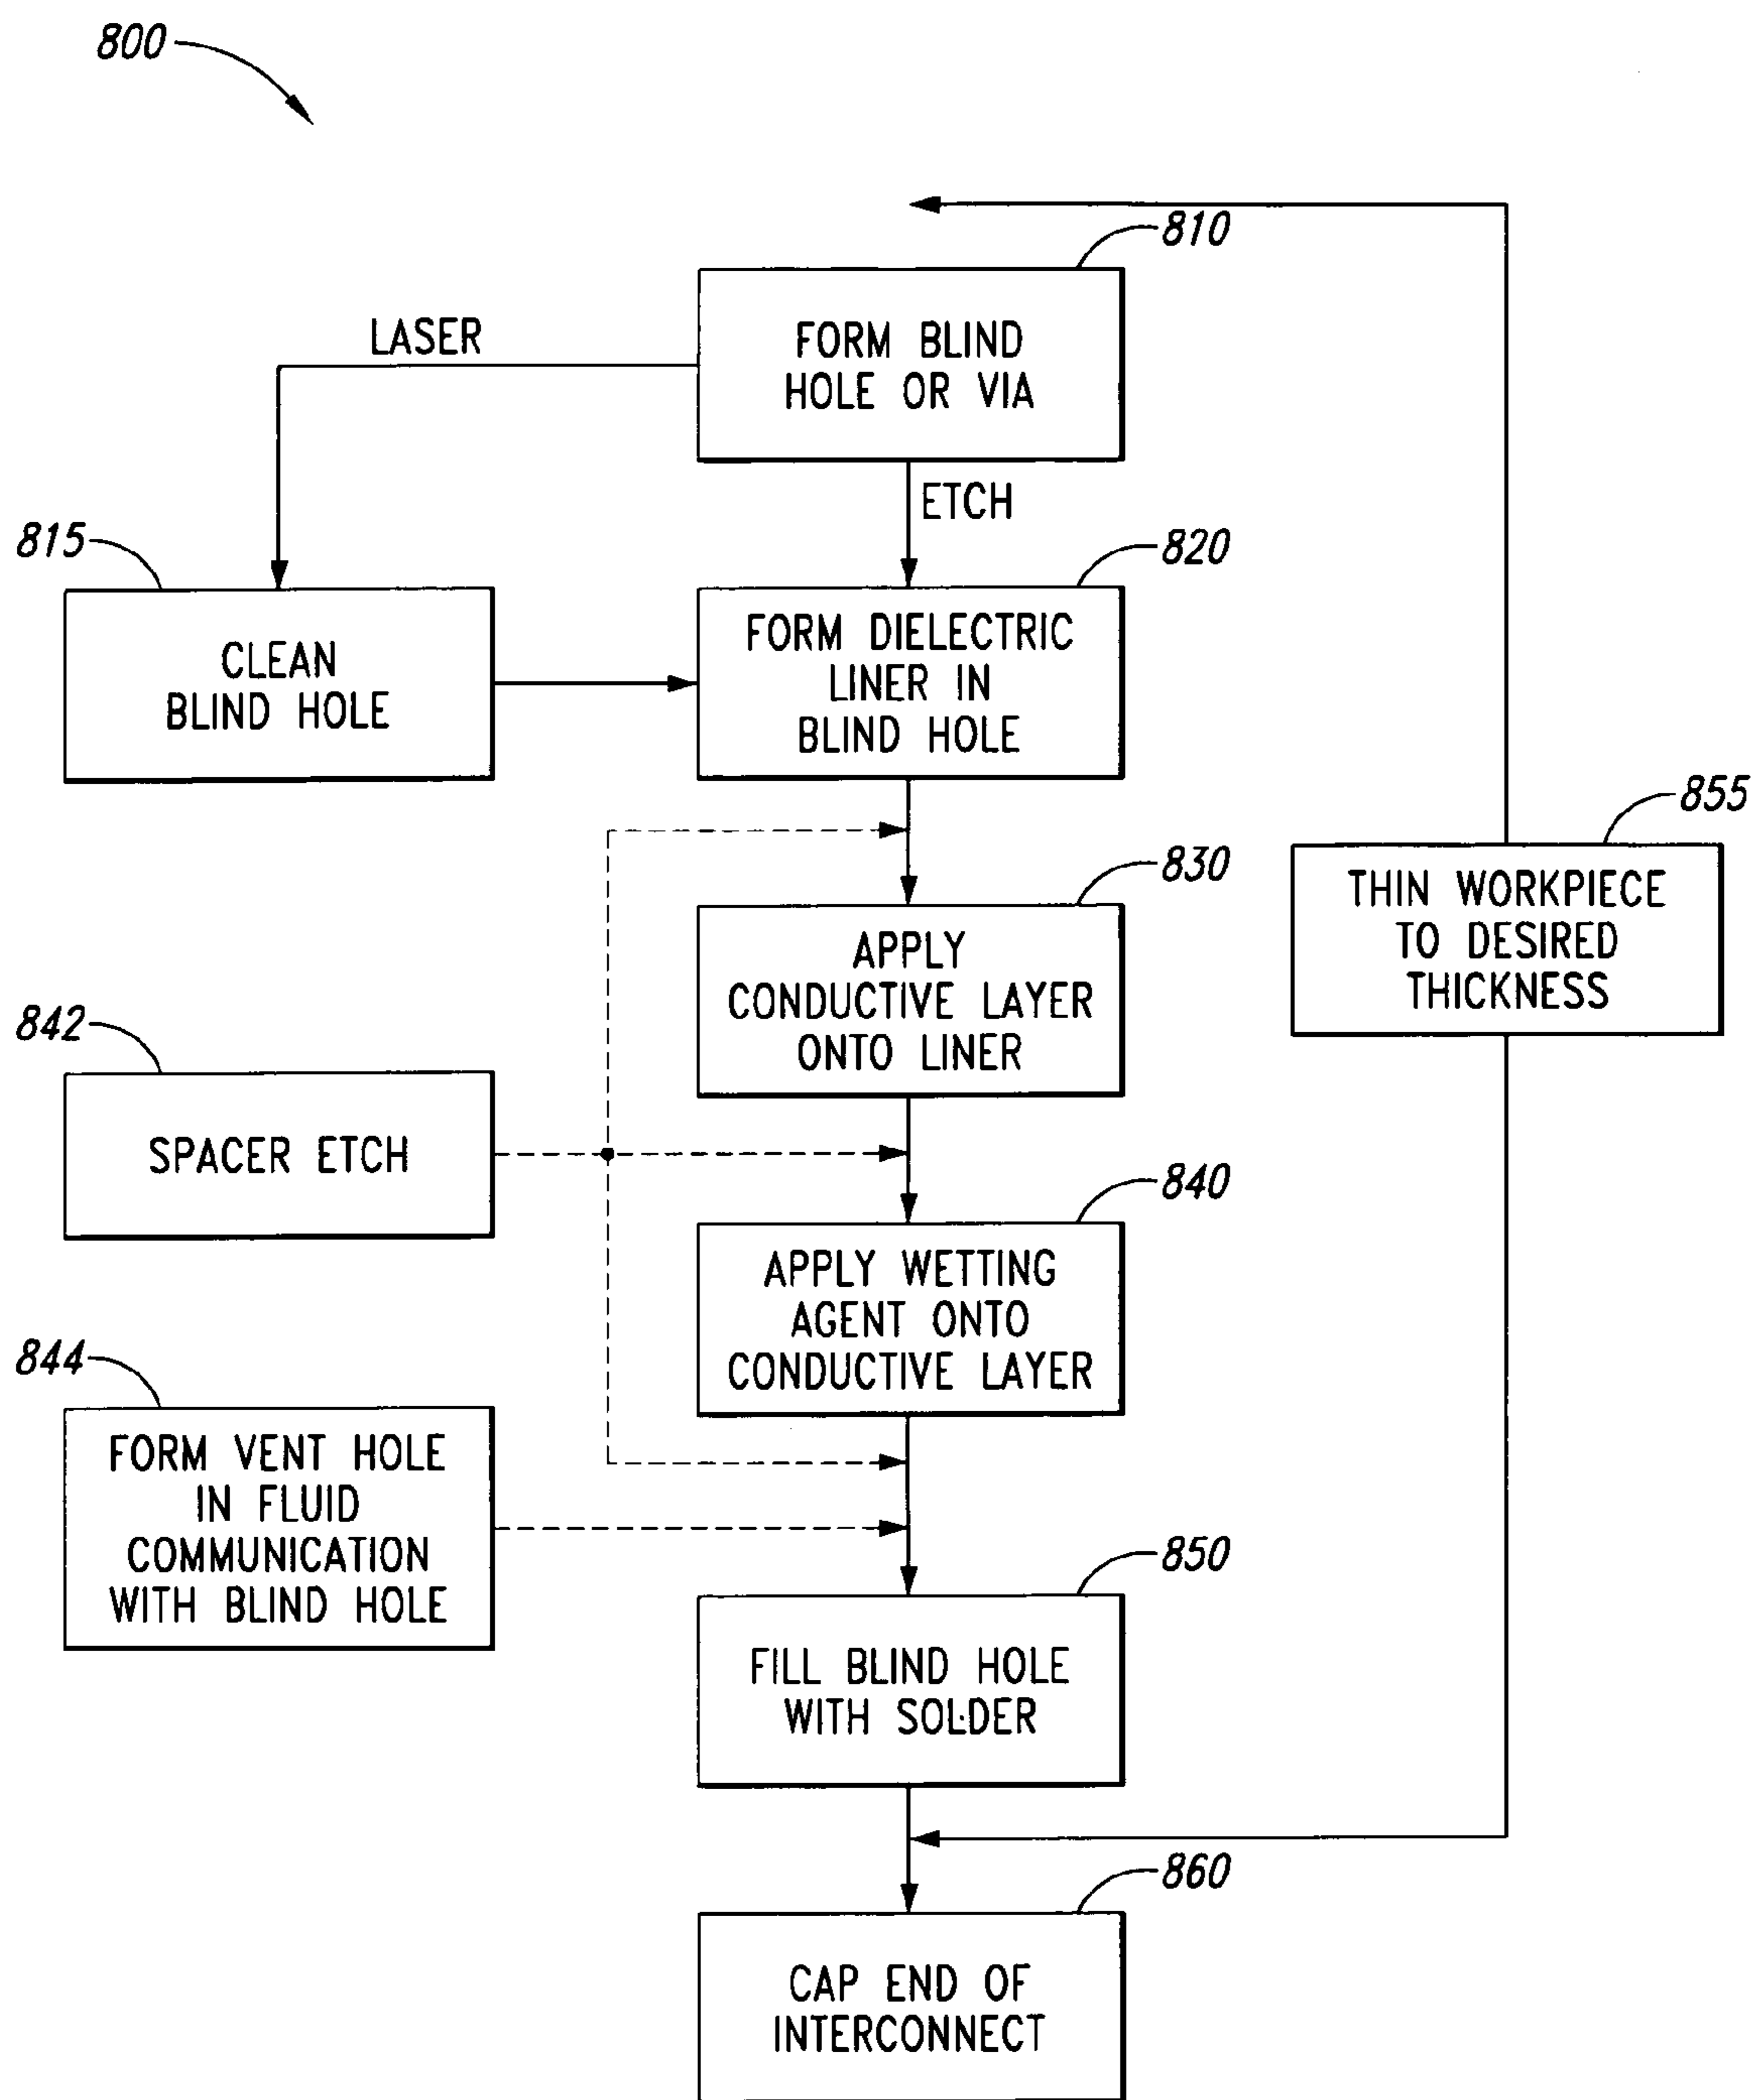 800
810
FORM BLIND
HOLE OR VIA
LASER
ETCH
815
CLEAN
BLIND HOLE
820
FORM DIELECTRIC
LINER IN
BLIND HOLE
830
APPLY
CONDUCTIVE LAYER
ONTO LINER
855
THIN WORKPIECE
TO DESIRED
THICKNESS
842
SPACER ETCH
840
APPLY WETTING
AGENT ONTO
CONDUCTIVE LAYER
844
FORM VENT HOLE
IN FLUID
COMMUNICATION
WITH BLIND HOLE
850
FILL BLIND HOLE
WITH SOLDER
860
CAP END OF
INTERCONNECT